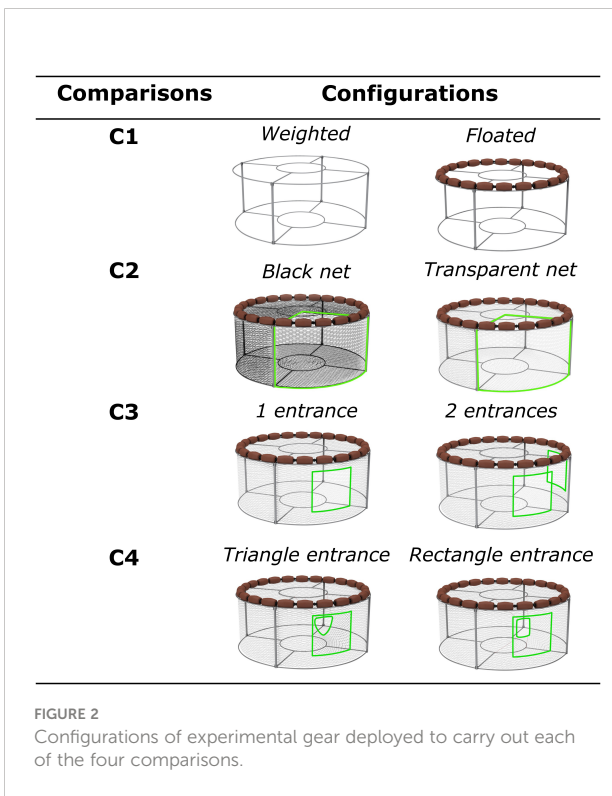 Comparisons Configurations
C1 Weighted Floated
C2 Black net Transparent net
C3 1 entrance 2 entrances
C4 Triangle entrance Rectangle entrance
FIGURE 2
Configurations of experimental gear deployed to carry out each
of the four comparisons.